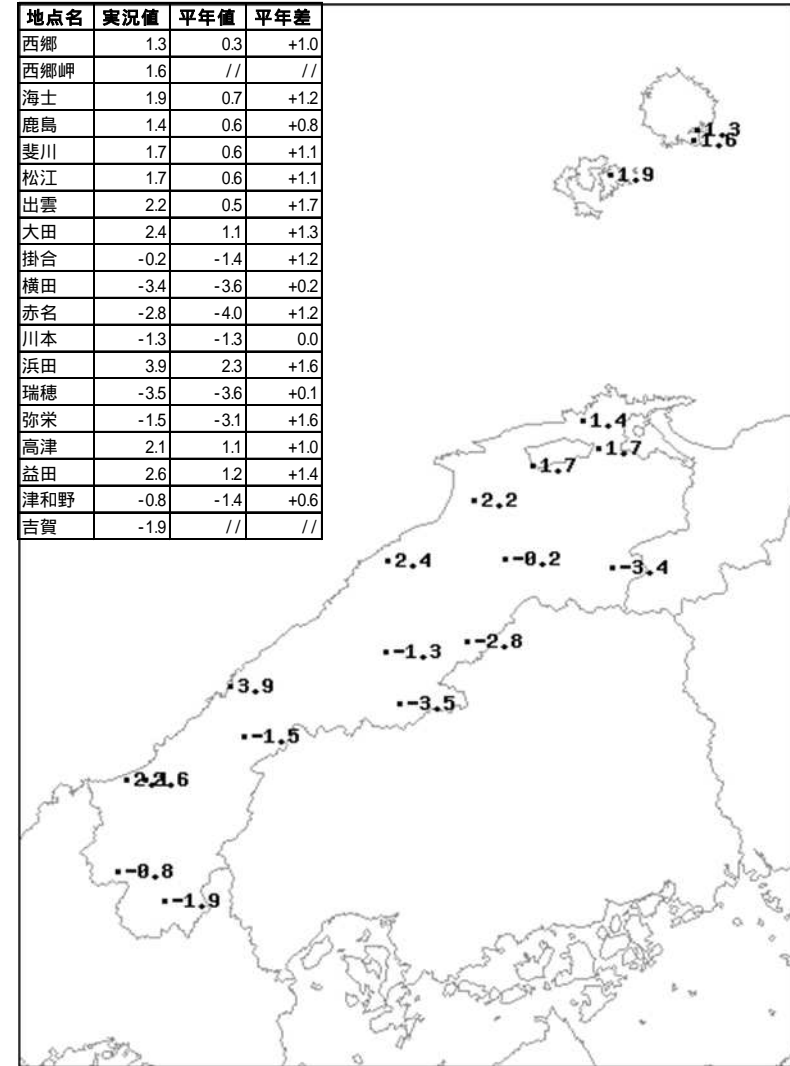 地点名 実況値 平年値 平年差
西郷 1.3 0.3 +1.0
西郷岬 1.6 // //
海士 1.9 0.7 +1.2
鹿島 1.4 0.6 +0.8
斐川 1.7 0.6 +1.1
松江 1.7 0.6 +1.1
出雲 2.2 0.5 +1.7
大田 2.4 1.1 +1.3
掛合 -0.2 -1.4 +1.2
横田 -3.4 -3.6 +0.2
赤名 -2.8 -4.0 +1.2
川本 -1.3 -1.3 0.0
浜田 3.9 2.3 +1.6
瑞穂 -3.5 -3.6 +0.1
弥栄 -1.5 -3.1 +1.6
高津 2.1 1.1 +1.0
益田 2.6 1.2 +1.4
津和野 -0.8 -1.4 +0.6
吉賀 -1.9 // //
1.3
1.6
1.9
1.4
1.7
1.7
2.2
2.4
-0.2
-3.4
-2.8
-1.3
3.9
-3.5
-1.5
-0.8
-1.9